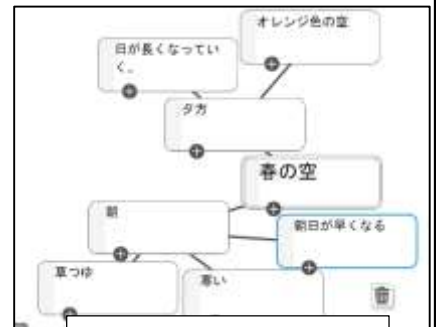 オレンジ色の空
日が長くなってい
く。
夕方
春の空
朝
朝日が早くなる
草つゆ
寒い